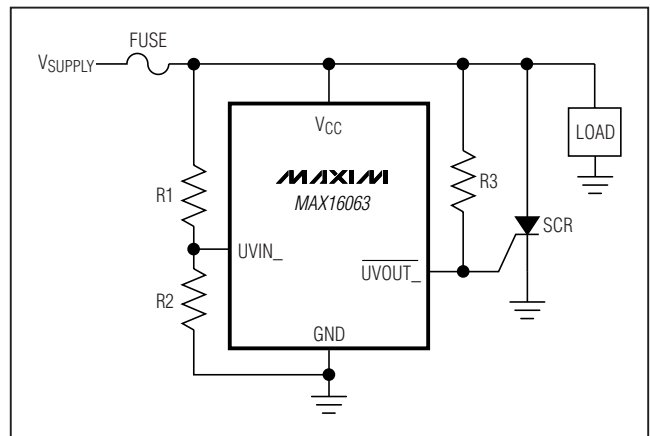 FUSE
VSUPPLY
VCC
LOAD
MAXIM
MAX16063
R1
R3
SCR
UVIN_
UVOUT_
R2
GND